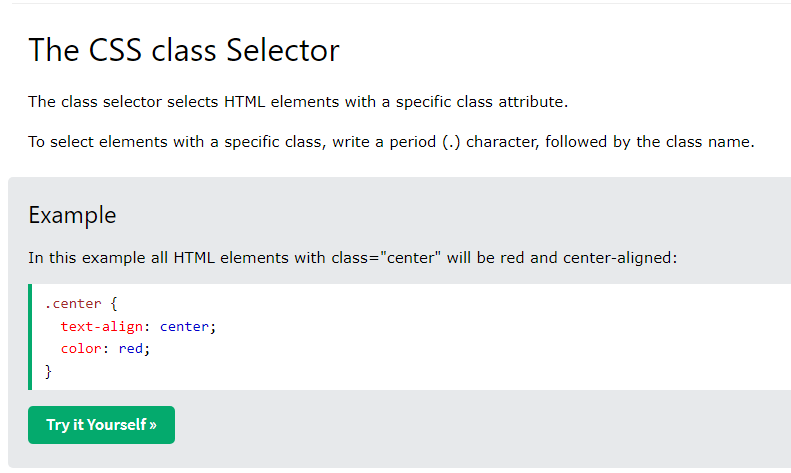 The CSS class Selector
The class selector selects HTML elements with a specific class attribute.
To select elements with a specific class, write a period (.) character, followed by the class name.
Example
In this example all HTML elements with class="center" will be red and center-aligned:
.center {
  text-align: center;
  color: red;
}
Try it Yourself »